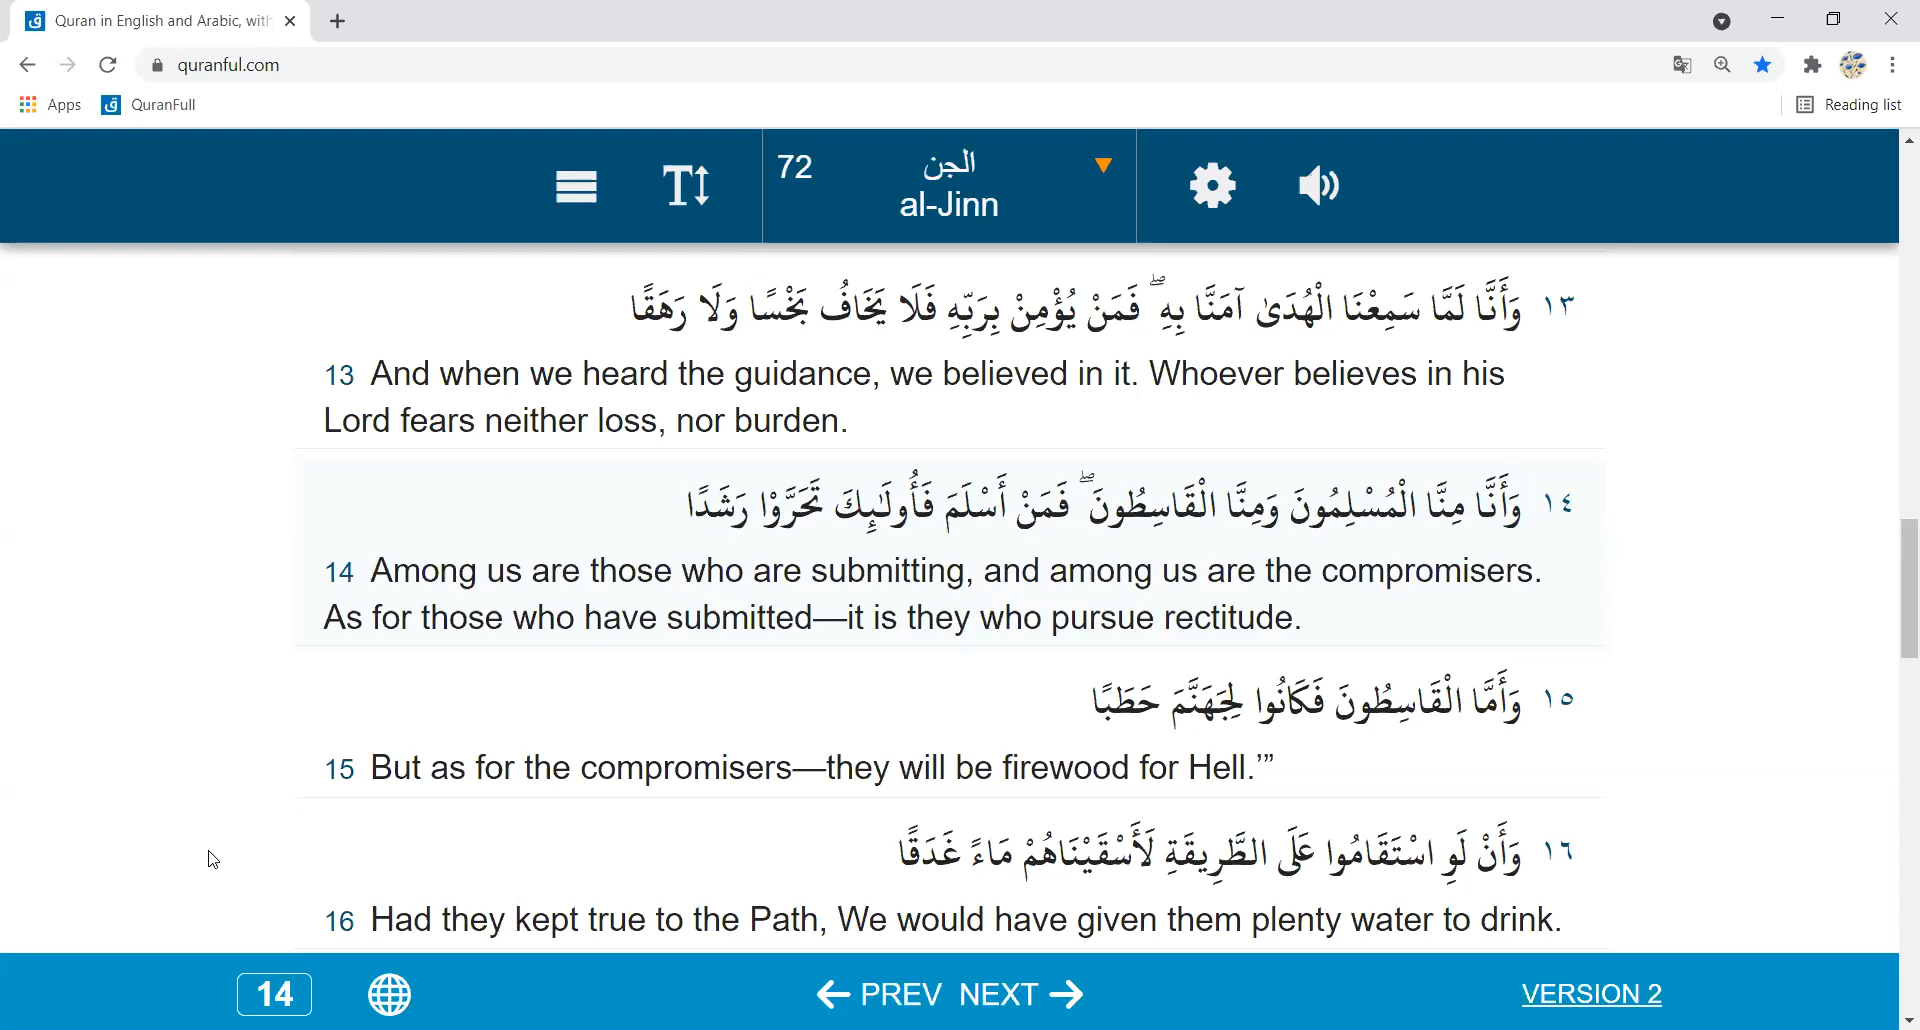 Quran in English and Arabic, with
quranful.com
Apps
QuranFull
Reading list
72
الجن
al-Jinn
١٣ وَأَنَّا لَمَّا سَمِعْنَا الْهُدَىٰ آمَنَّا بِهِ ۖ فَمَنْ يُؤْمِنْ بِرَبِّهِ فَلَا يَخَافُ بَخْسًا وَلَا رَهَقًا
13 And when we heard the guidance, we believed in it. Whoever believes in his
Lord fears neither loss, nor burden.
١٤ وَأَنَّا مِنَّا الْمُسْلِمُونَ وَمِنَّا الْقَاسِطُونَ ۖ فَمَنْ أَسْلَمَ فَأُولَٰئِكَ تَحَرَّوْا رَشَدًا
14 Among us are those who are submitting, and among us are the compromisers.
As for those who have submitted—it is they who pursue rectitude.
١٥ وَأَمَّا الْقَاسِطُونَ فَكَانُوا لِجَهَنَّمَ حَطَبًا
15 But as for the compromisers—they will be firewood for Hell.’”
١٦ وَأَنْ لَوِ اسْتَقَامُوا عَلَى الطَّرِيقَةِ لَأَسْقَيْنَاهُمْ مَاءً غَدَقًا
16 Had they kept true to the Path, We would have given them plenty water to drink.
14
PREV NEXT
VERSION 2